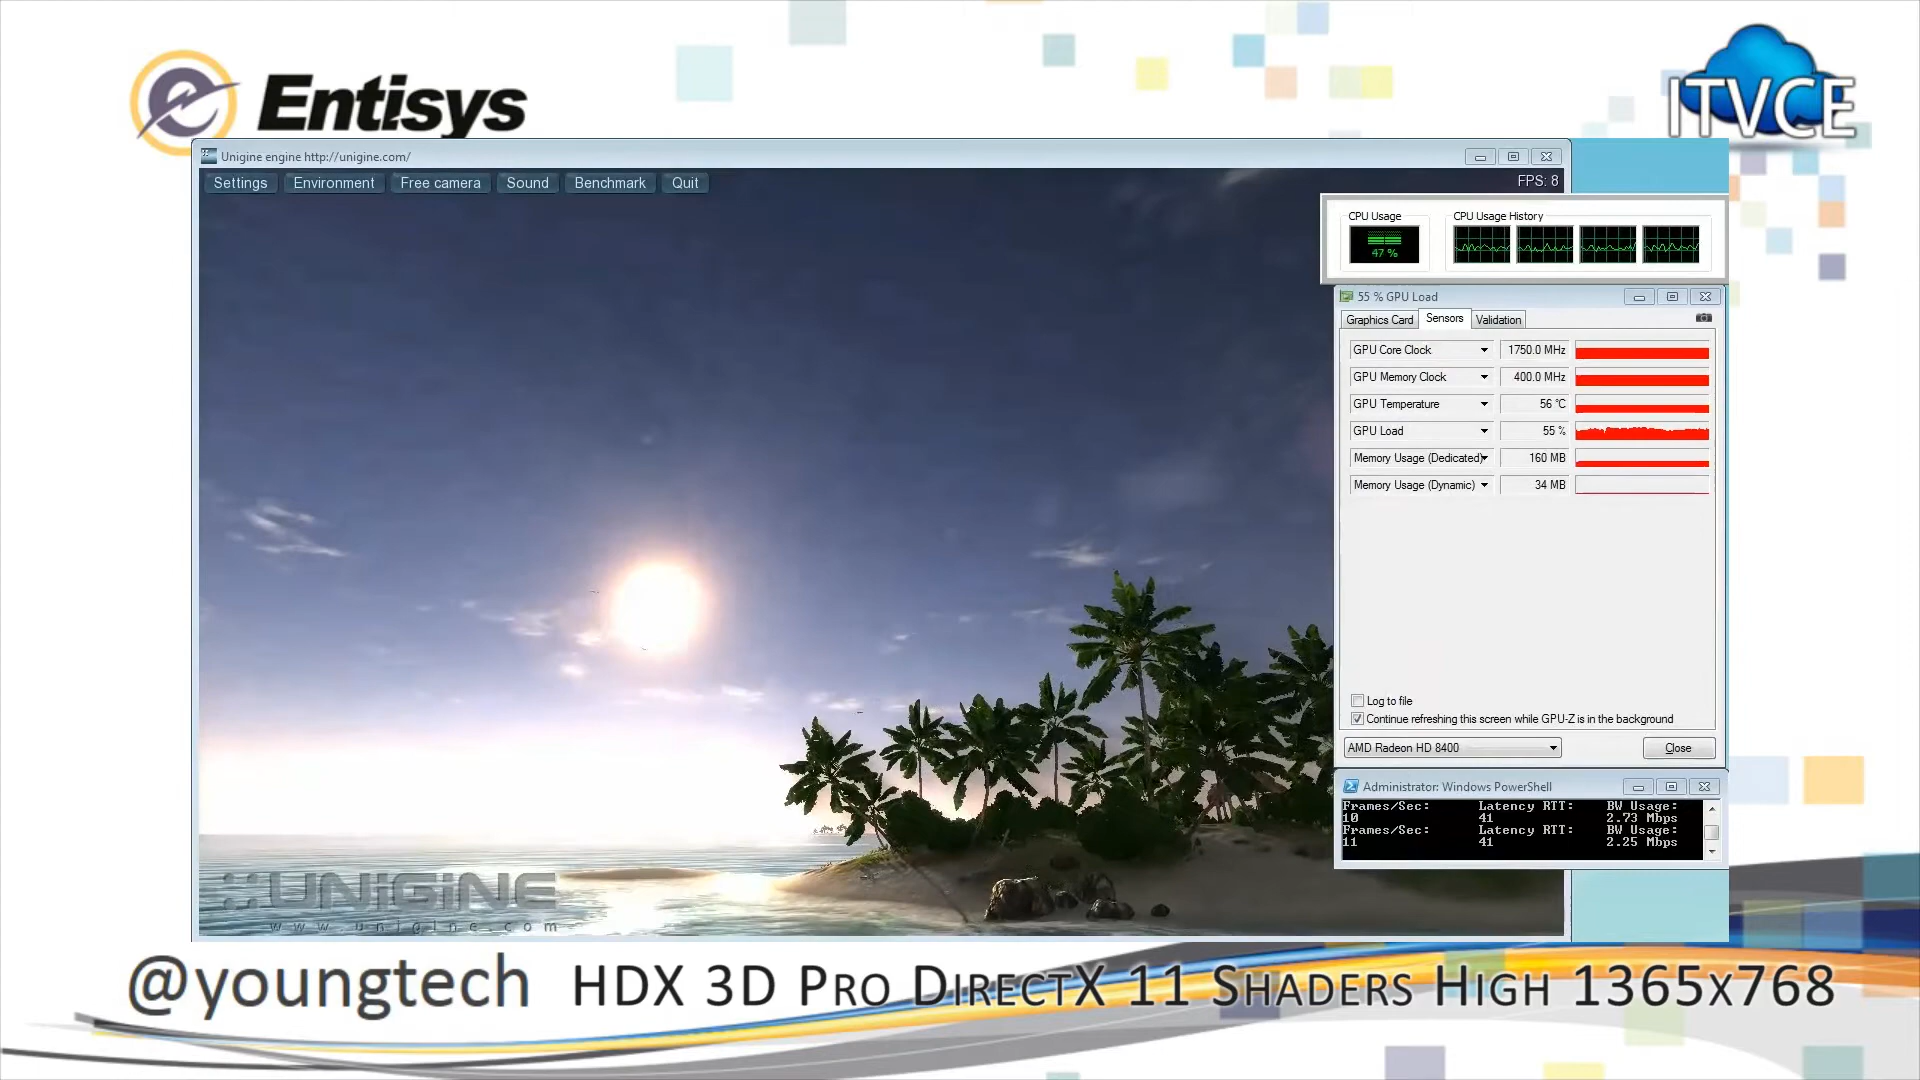 Entisys
ITVCE
Unigine engine http://unigine.com/
Settings Environment Free camera Sound Benchmark Quit
FPS: 8
CPU Usage CPU Usage History
47 %
55 % GPU Load
Graphics Card Sensors Validation
GPU Core Clock 1750.0 MHz
GPU Memory Clock 400.0 MHz
GPU Temperature 56 °C
GPU Load 55 %
Memory Usage (Dedicated) 160 MB
Memory Usage (Dynamic) 34 MB
Log to file
Continue refreshing this screen while GPU-Z is in the background
AMD Radeon HD 8400 Close
Administrator: Windows PowerShell
Frames/Sec: Latency RTT: BW Usage:
10 41 2.73 Mbps
Frames/Sec: Latency RTT: BW Usage:
11 41 2.25 Mbps
UNIGINE
www.unigine.com
@youngtech HDX 3D Pro DirectX 11 Shaders High 1365x768